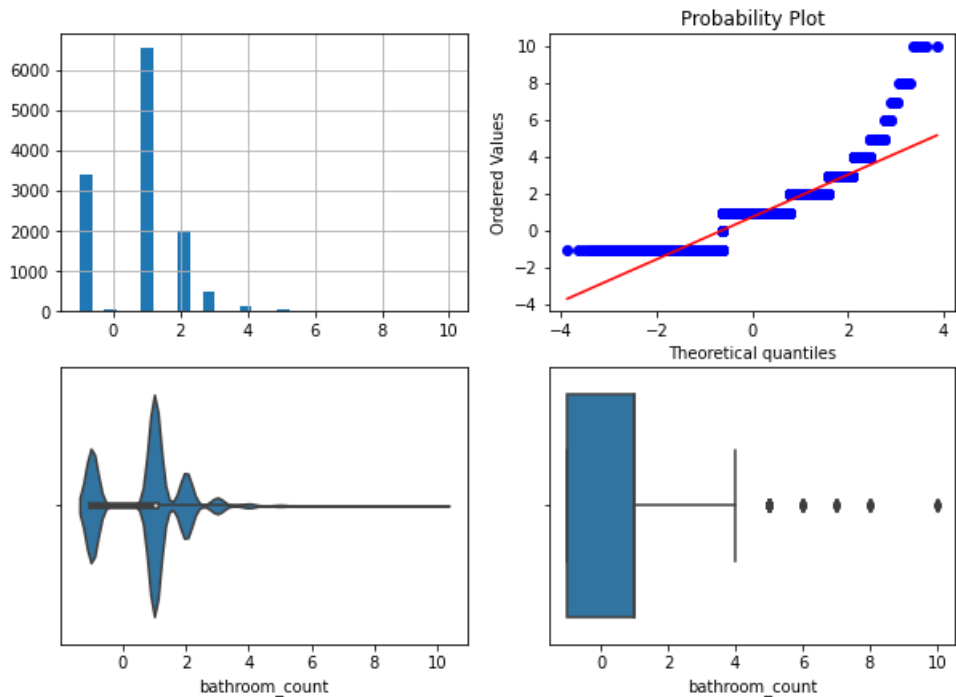 Probability Plot
6000
5000
4000
3000
2000
1000
0
0 2 4 6 8 10
Ordered Values
10
8
6
4
2
0
−2
−4
−4 −2 0 2 4
Theoretical quantiles
0 2 4 6 8 10
bathroom_count
0 2 4 6 8 10
bathroom_count